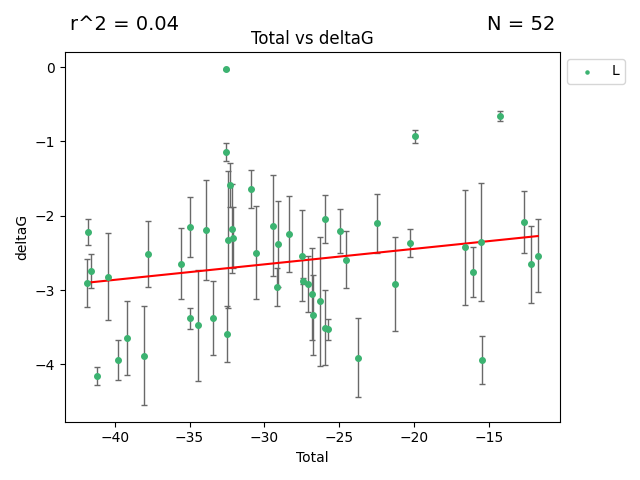 r^2 = 0.04 N = 52
Total vs deltaG
L
0
−1
−2
−3
−4
deltaG
−40 −35 −30 −25 −20 −15
Total